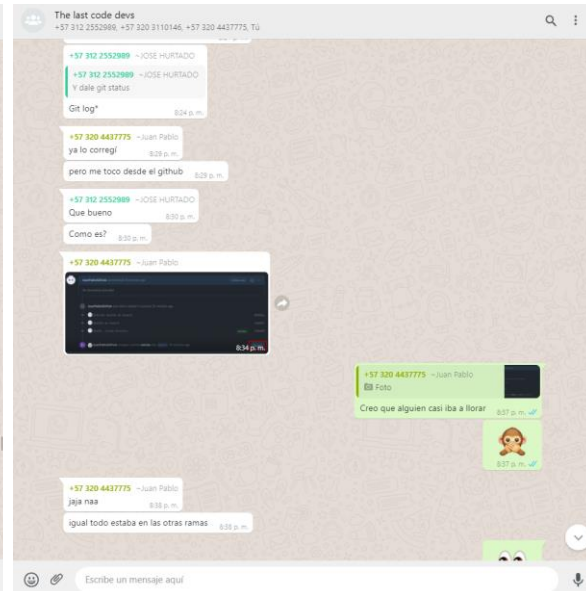 The last code devs
+57 312 2552989, +57 320 3110146, +57 320 4437775, Tú
+57 312 2552989 ~JOSE HURTADO
+57 312 2552989 ~JOSE HURTADO
Y dale git status
Git log*
8:24 p. m.
+57 320 4437775 ~Juan Pablo
ya lo corregí
8:29 p. m.
pero me toco desde el github
8:29 p. m.
+57 312 2552989 ~JOSE HURTADO
Que bueno
8:30 p. m.
Como es?
8:30 p. m.
+57 320 4437775 ~Juan Pablo
8:34 p. m.
+57 320 4437775 ~Juan Pablo
Foto
Creo que alguien casi iba a llorar
8:37 p. m.
8:37 p. m.
+57 320 4437775 ~Juan Pablo
jaja naa
8:38 p. m.
igual todo estaba en las otras ramas
8:38 p. m.
Escribe un mensaje aquí